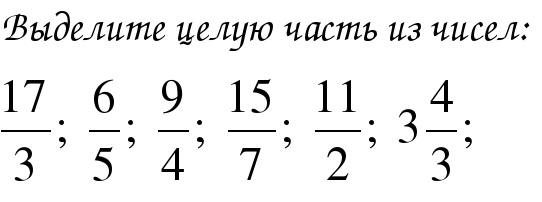 Выделите целую часть из чисел:
17/3; 6/5; 9/4; 15/7; 11/2; 3 4/3;